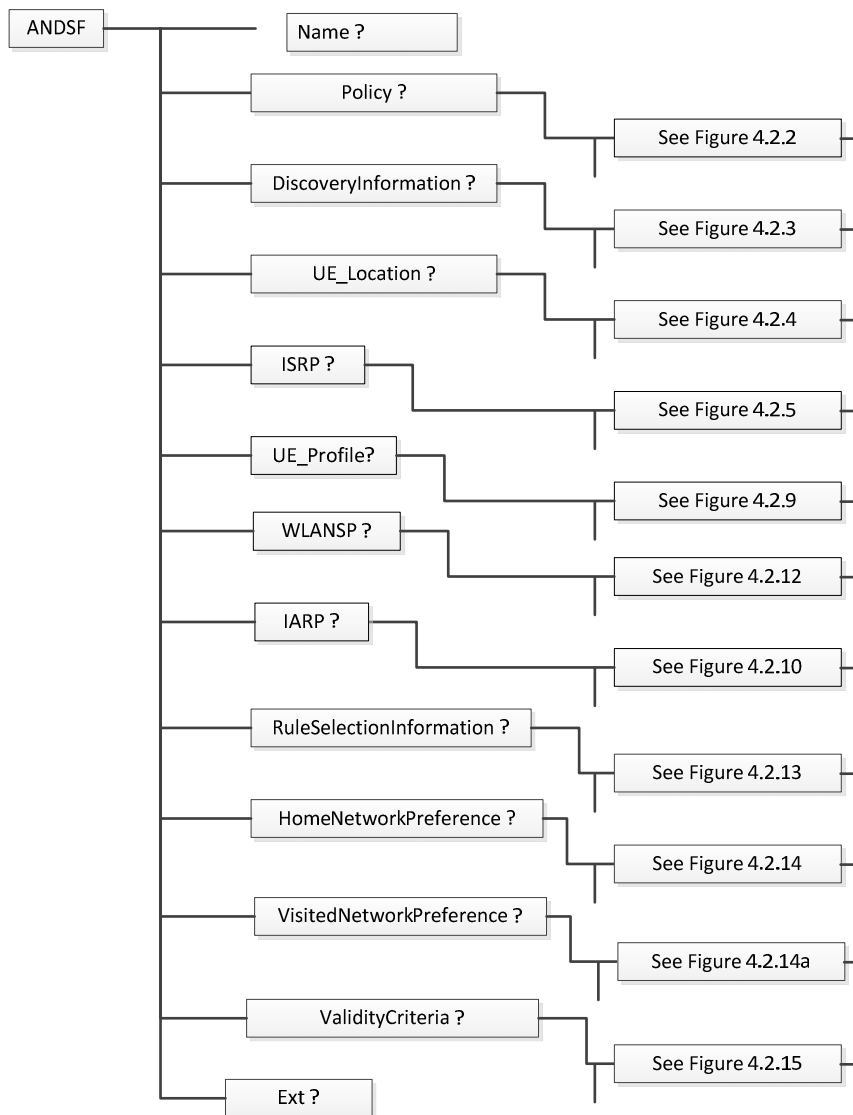 ANDSF
Name ?
Policy ?
See Figure 4.2.2
DiscoveryInformation ?
See Figure 4.2.3
UE_Location ?
See Figure 4.2.4
ISRP ?
See Figure 4.2.5
UE_Profile?
See Figure 4.2.9
WLANSP ?
See Figure 4.2.12
IARP ?
See Figure 4.2.10
RuleSelectionInformation ?
See Figure 4.2.13
HomeNetworkPreference ?
See Figure 4.2.14
VisitedNetworkPreference ?
See Figure 4.2.14a
ValidityCriteria ?
See Figure 4.2.15
Ext ?